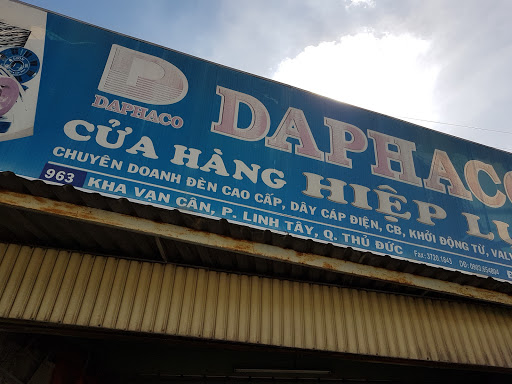 DAPHACO
DAPHACO
CỬA HÀNG HIỆP
CHUYÊN DOANH ĐÈN CAO CẤP, DÂY CÁP ĐIỆN, CB, KHỞI ĐỘNG TỪ,
963 KHA VẠN CÂN, P. LINH TÂY, Q. THỦ ĐỨC